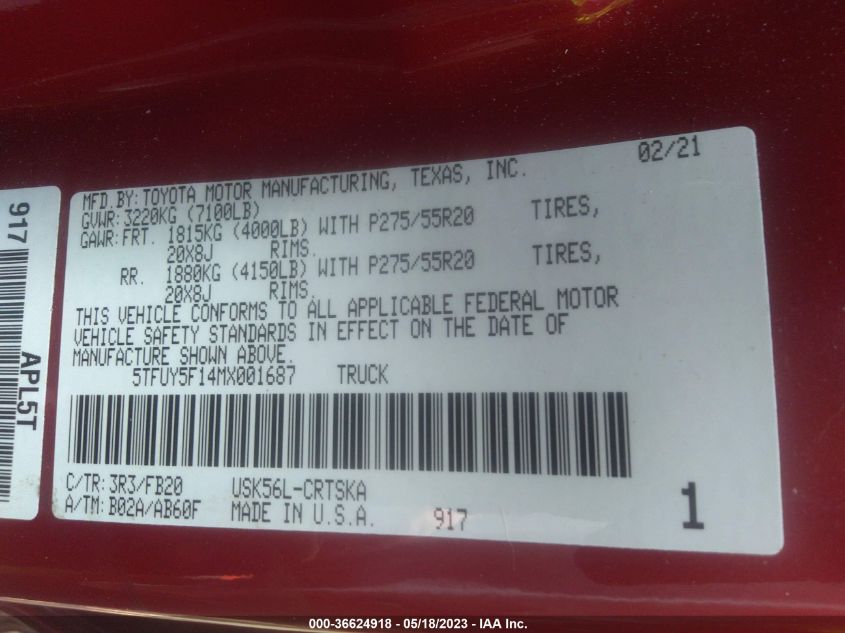 917
APL5T
MFD.BY:TOYOTA MOTOR MANUFACTURING, TEXAS, INC. 02/21
GVWR:3220KG (7100LB)
GAWR:FRT. 1815KG (4000LB) WITH P275/55R20 TIRES,
20X8J RIMS.
RR. 1880KG (4150LB) WITH P275/55R20 TIRES,
20X8J RIMS.
THIS VEHICLE CONFORMS TO ALL APPLICABLE FEDERAL MOTOR
VEHICLE SAFETY STANDARDS IN EFFECT ON THE DATE OF
MANUFACTURE SHOWN ABOVE.
5TFUY5F14MX001687 TRUCK
C/TR:3R3/FB20 USK56L-CRTSKA
A/TM:B02A/AB60F MADE IN U.S.A. 917 1
000-36624918 - 05/18/2023 - IAA Inc.